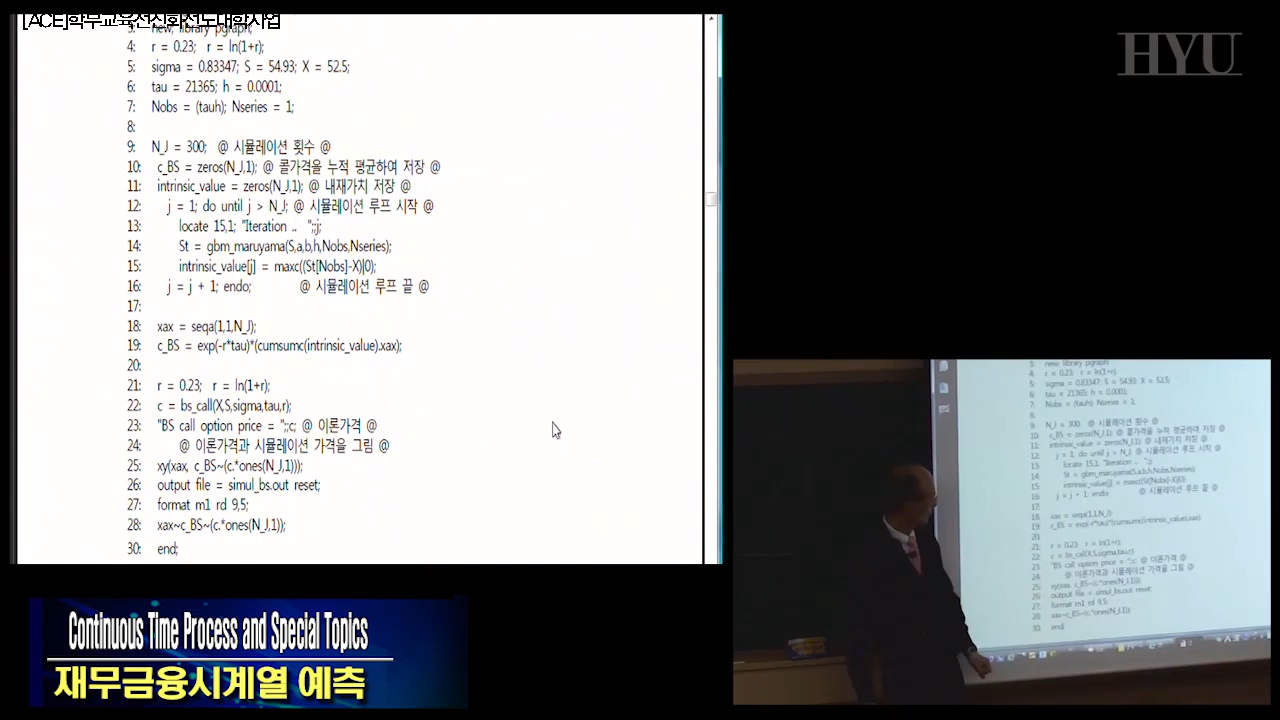 [ACE]학부교육선진화선도대학사업
HYU
3: new; library pgraph;
4: r = 0.23; r = ln(1+r);
5: sigma = 0.83347; S = 54.93; X = 52.5;
6: tau = 21365; h = 0.0001;
7: Nobs = (tauh); Nseries = 1;
8:
9: N_J = 300; @ 시뮬레이션 횟수 @
10: c_BS = zeros(N_J,1); @ 콜가격을 누적 평균하여 저장 @
11: intrinsic_value = zeros(N_J,1); @ 내재가치 저장 @
12: j = 1; do until j > N_J; @ 시뮬레이션 루프 시작 @
13: locate 15,1; "Iteration .. ";;j;
14: St = gbm_maruyama(S,a,b,h,Nobs,Nseries);
15: intrinsic_value[j] = maxc((St[Nobs]-X)|0);
16: j = j + 1; endo; @ 시뮬레이션 루프 끝 @
17:
18: xax = seqa(1,1,N_J);
19: c_BS = exp(-r*tau)*(cumsumc(intrinsic_value).xax);
20:
21: r = 0.23; r = ln(1+r);
22: c = bs_call(X,S,sigma,tau,r);
23: "BS call option price = ";;c; @ 이론가격 @
24: @ 이론가격과 시뮬레이션 가격을 그림 @
25: xy(xax, c_BS~(c.*ones(N_J,1)));
26: output file = simul_bs.out reset;
27: format m1 rd 9,5;
28: xax~c_BS~(c.*ones(N_J,1));
30: end;
Continuous Time Process and Special Topics
재무금융시계열 예측